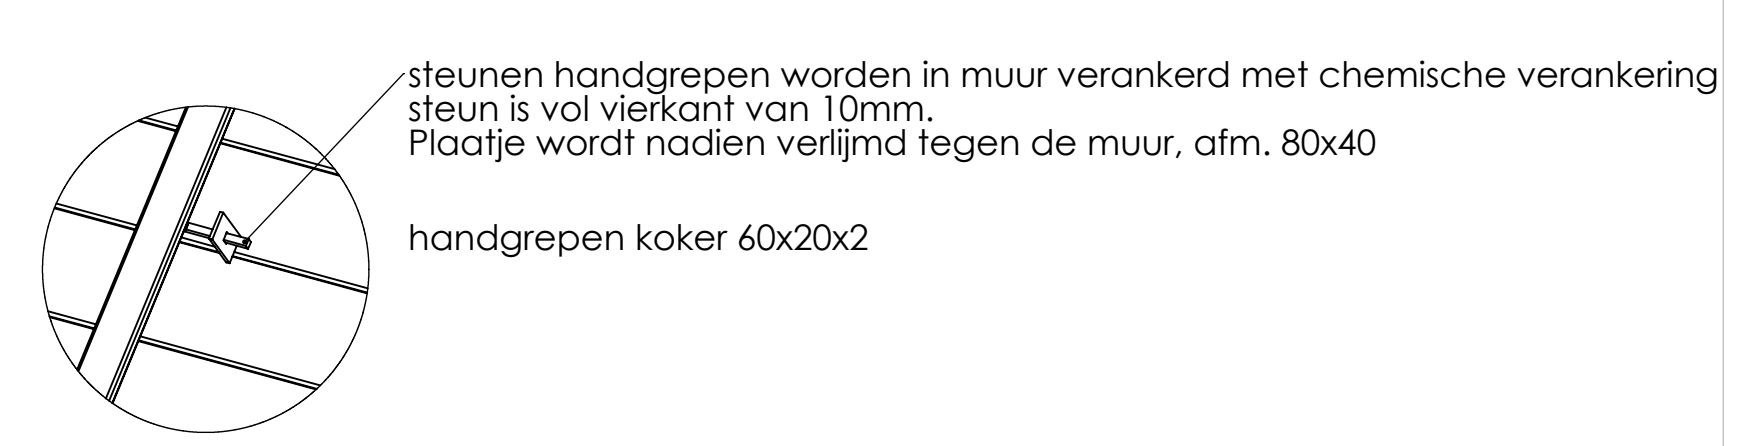 steunen handgrepen worden in muur verankerd met chemische verankering
steun is vol vierkant van 10mm.
Plaatje wordt nadien verlijmd tegen de muur, afm. 80x40
handgrepen koker 60x20x2